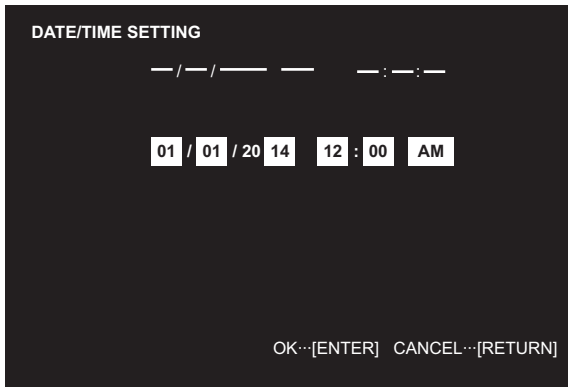 DATE/TIME SETTING
—/—/—— —— —:—:—
01 / 01 / 20 14 12 : 00 AM
OK···[ENTER] CANCEL···[RETURN]